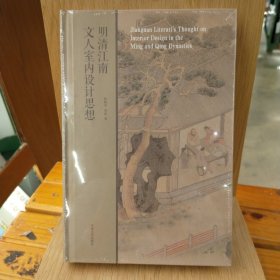 明清江南
文人室内设计思想
Jiangnan Literati's Thought on
Interior Design in the
Ming and Qing Dynasties